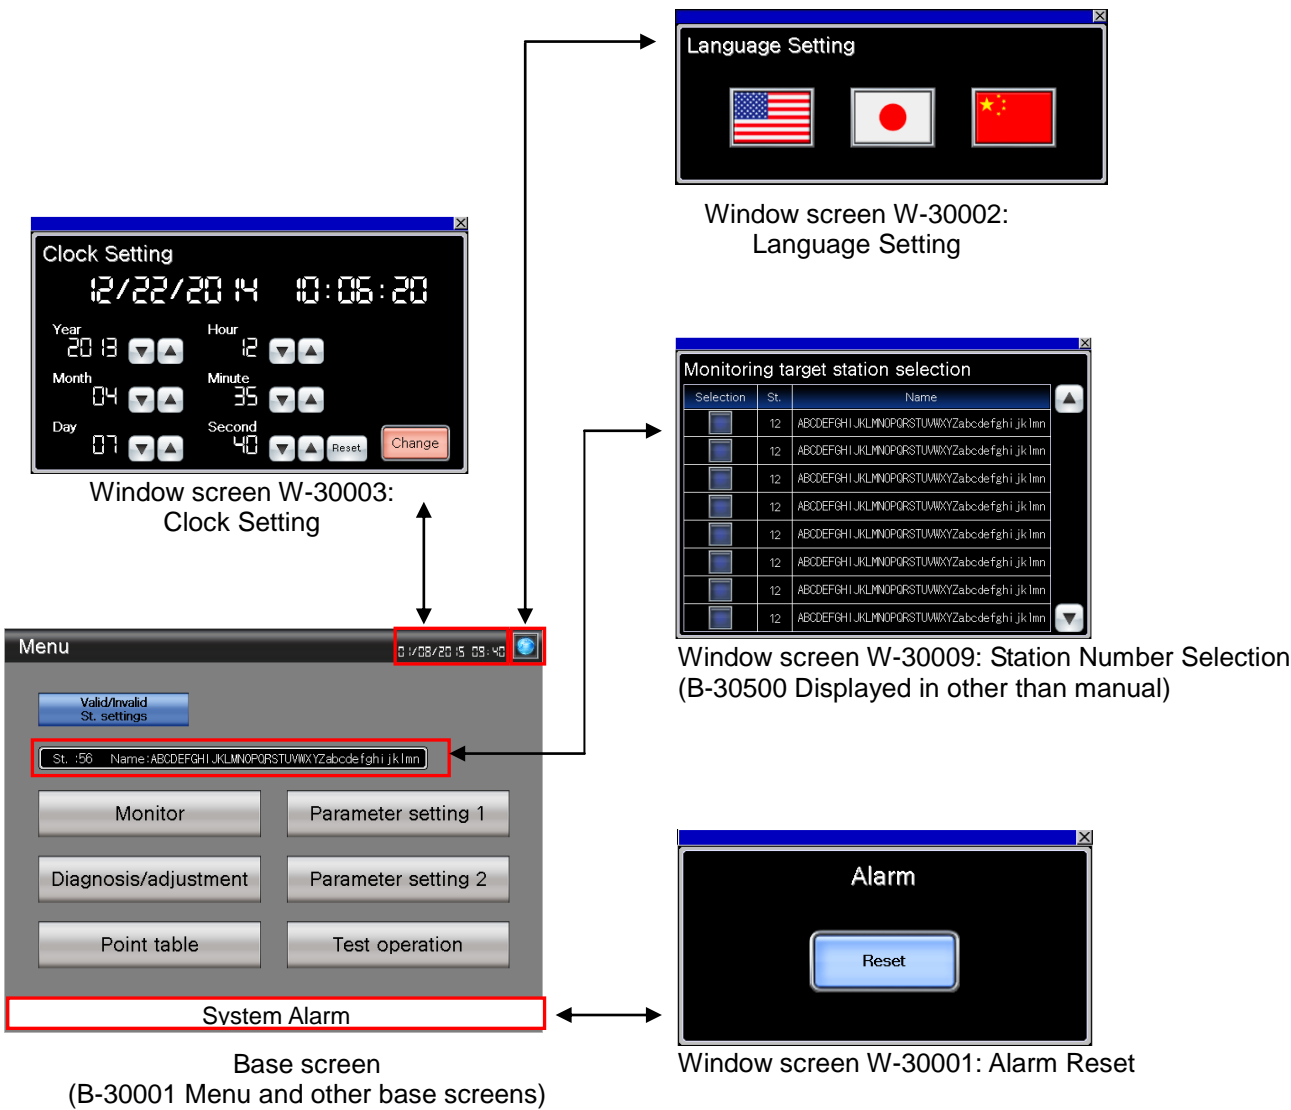 Language Setting
Window screen W-30002:
Language Setting
Clock Setting
12/22/2014 10:06:20
Year
2013
Hour
12
Month
04
Minute
35
Day
07
Second
40
Reset
Change
Window screen W-30003:
Clock Setting
Monitoring target station selection
Selection St. Name
12 ABCDEFGHIJKLMNOPQRSTUVWXYZabcdefghijklmn
12 ABCDEFGHIJKLMNOPQRSTUVWXYZabcdefghijklmn
12 ABCDEFGHIJKLMNOPQRSTUVWXYZabcdefghijklmn
12 ABCDEFGHIJKLMNOPQRSTUVWXYZabcdefghijklmn
12 ABCDEFGHIJKLMNOPQRSTUVWXYZabcdefghijklmn
12 ABCDEFGHIJKLMNOPQRSTUVWXYZabcdefghijklmn
12 ABCDEFGHIJKLMNOPQRSTUVWXYZabcdefghijklmn
12 ABCDEFGHIJKLMNOPQRSTUVWXYZabcdefghijklmn
Window screen W-30009: Station Number Selection
(B-30500 Displayed in other than manual)
Menu
01/08/2015 09:40
Valid/Invalid
St. settings
St. :56 Name:ABCDEFGHIJKLMNOPQRSTUVWXYZabcdefghijklmn
Monitor
Parameter setting 1
Diagnosis/adjustment
Parameter setting 2
Point table
Test operation
System Alarm
Base screen
(B-30001 Menu and other base screens)
Alarm
Reset
Window screen W-30001: Alarm Reset